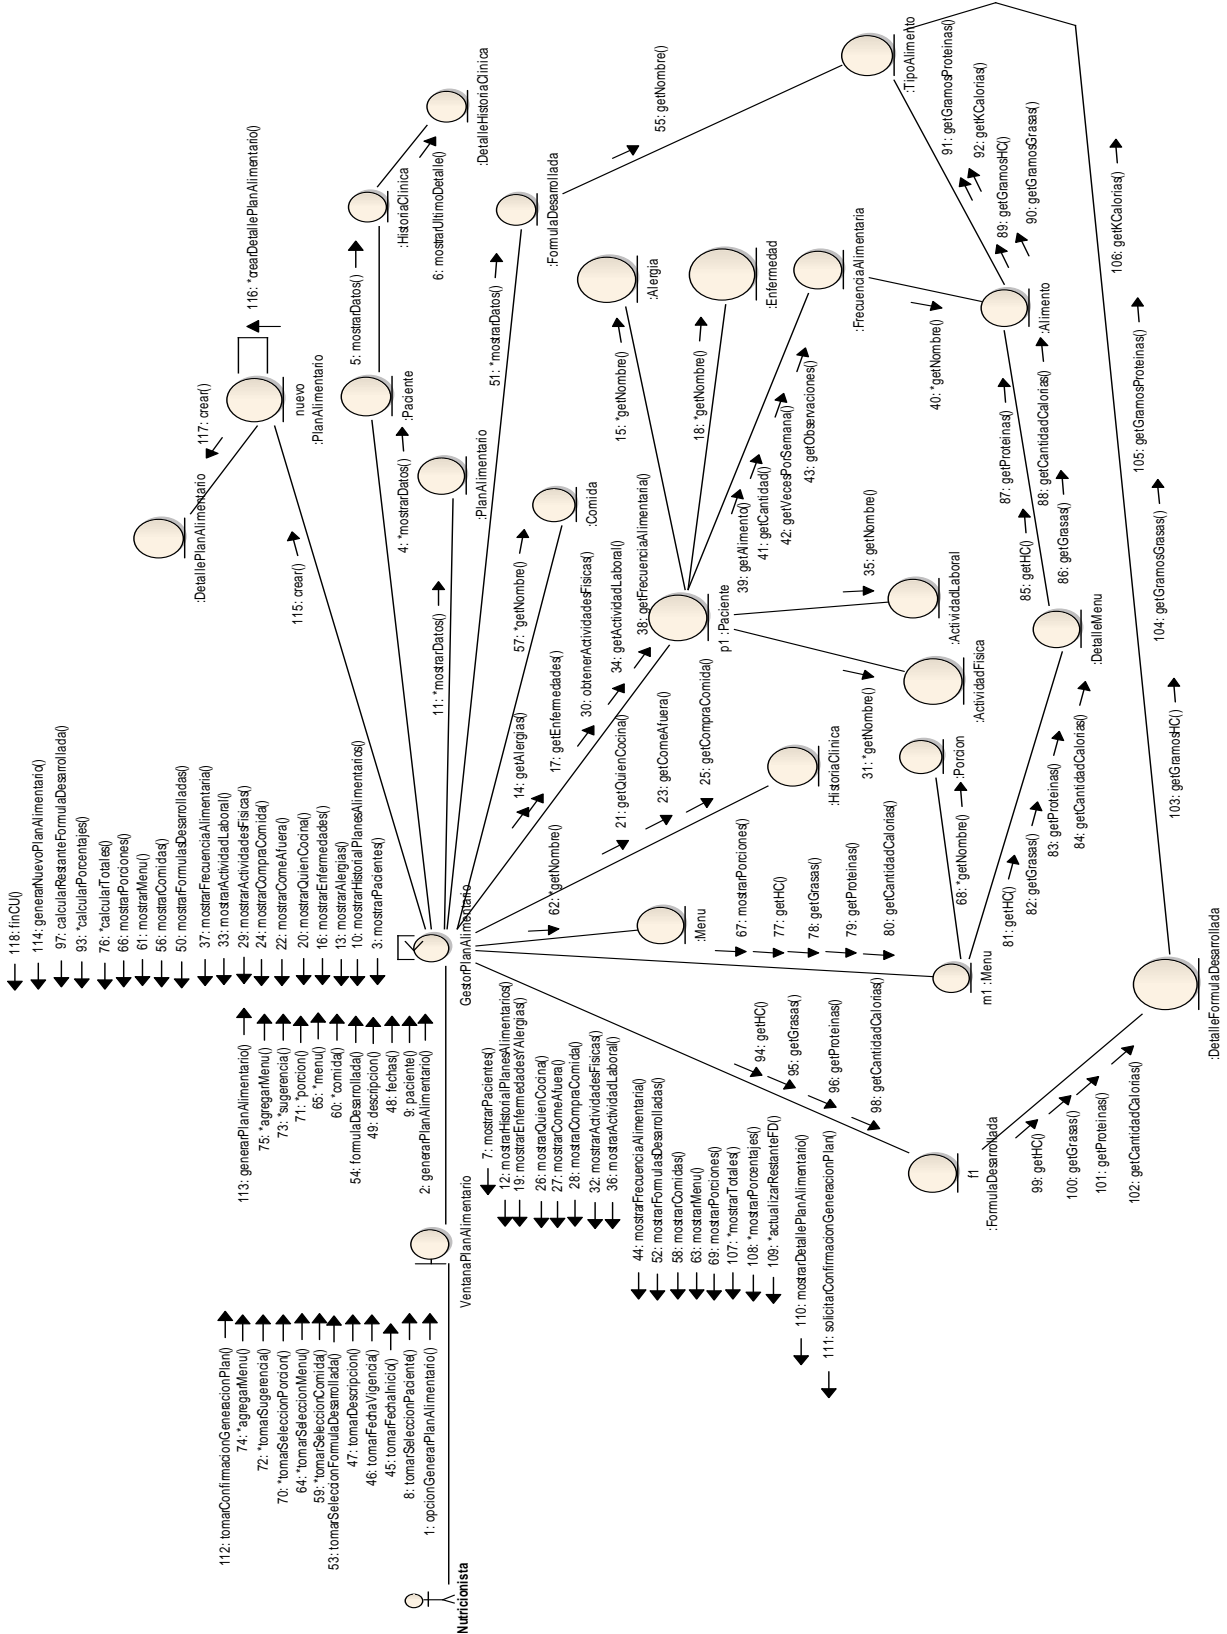 118: finCU()
114: generarNuevoPlanAlimentario()
97: calcularRestanteFormulaDesarrollada()
93: *calcularPorcentajes()
76: *calcularTotales()
66: mostrarPorciones()
61: mostrarMenu()
56: mostrarComidas()
50: mostrarFormulasDesarrolladas()
37: mostrarFrecuenciaAlimentaria()
33: mostrarActividadLaboral()
29: mostrarActividadesFisicas()
24: mostrarCompraComida()
22: mostrarComeAfuera()
20: mostrarQuienCocina()
16: mostrarEnfermedades()
13: mostrarAlergias()
10: mostrarHistorialPlanesAlimentarios()
3: mostrarPacientes()
GestorPlanAlimentario
113: generarPlanAlimentario()
75: *agregarMenu()
73: *sugerencia()
71: *porcion()
65: *menu()
60: *comida()
54: formulaDesarrollada()
49: descripcion()
48: fechas()
9: paciente()
2: generarPlanAlimentario()
VentanaPlanAlimentario
112: tomarConfirmacionGeneracionPlan()
74: *agregarMenu()
72: *tomarSugerencia()
70: *tomarSeleccionPorcion()
64: *tomarSeleccionMenu()
59: *tomarSeleccionComida()
53: tomarSeleccionFormulaDesarrollada()
47: tomarDescripcion()
46: tomarFechaVigencia()
45: tomarFechaInicio()
8: tomarSeleccionPaciente()
1: opcionGenerarPlanAlimentario()
Nutricionista
7: mostrarPacientes()
12: mostrarHistorialPlanesAlimentarios()
19: mostrarEnfermedadesYAlergias()
26: mostrarQuienCocina()
27: mostrarComeAfuera()
28: mostrarCompraComida()
32: mostrarActividadesFisicas()
36: mostrarActividadLaboral()
44: mostrarFrecuenciaAlimentaria()
52: mostrarFormulasDesarrolladas()
58: mostrarComidas()
63: mostrarMenu()
69: mostrarPorciones()
107: *mostrarTotales()
108: *mostrarPorcentajes()
109: *actualizarRestanteFD()
110: mostrarDetallePlanAlimentario()
111: solicitarConfirmacionGeneracionPlan()
115: crear()
:DetallePlanAlimentario
117: crear()
116: *crearDetallePlanAlimentario()
nuevo
:PlanAlimentario
4: *mostrarDatos()
:Paciente
5: mostrarDatos()
:HistoriaClinica
6: mostrarUltimoDetalle()
:DetalleHistoriaClinica
11: *mostrarDatos()
:PlanAlimentario
51: *mostrarDatos()
:FormulaDesarrollada
55: getNombre()
:TipoAlimento
57: *getNombre()
:Comida
14: getAlergias()
17: getEnfermedades()
30: obtenerActividadesFisicas()
34: getActividadLaboral()
38: getFrecuenciaAlimentaria()
p1 :Paciente
15: *getNombre()
:Alergia
18: *getNombre()
:Enfermedad
39: getAlimento()
41: getCantidad()
42: getVecesPorSemana()
43: getObservaciones()
:FrecuenciaAlimentaria
40: *getNombre()
:Alimento
35: getNombre()
:ActividadLaboral
31: *getNombre()
:ActividadFisica
21: getQuienCocina()
23: getComeAfuera()
25: getCompraComida()
:HistoriaClinica
62: *getNombre()
:Menu
67: mostrarPorciones()
77: getHC()
78: getGrasas()
79: getProteinas()
80: getCantidadCalorias()
m1 :Menu
68: *getNombre()
:Porcion
81: getHC()
82: getGrasas()
83: getProteinas()
84: getCantidadCalorias()
:DetalleMenu
85: getHC()
86: getGrasas()
87: getProteinas()
88: getCantidadCalorias()
89: getGramosHC()
90: getGramosGrasas()
91: getGramosProteinas()
92: getKCalorias()
94: getHC()
95: getGrasas()
96: getProteinas()
98: getCantidadCalorias()
f1
:FormulaDesarrollada
99: getHC()
100: getGrasas()
101: getProteinas()
102: getCantidadCalorias()
:DetalleFormulaDesarrollada
103: getGramosHC()
104: getGramosGrasas()
105: getGramosProteinas()
106: getKCalorias()